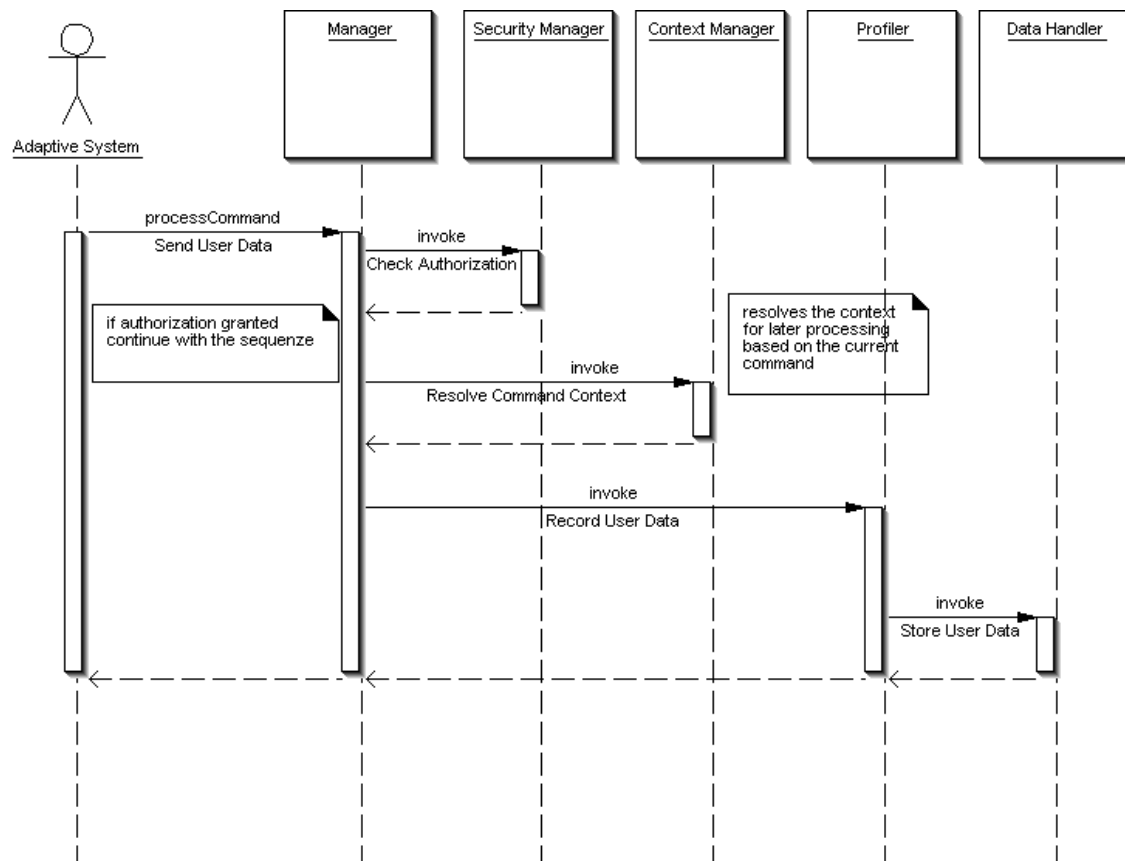 Manager
Security Manager
Context Manager
Profiler
Data Handler
Adaptive System
processCommand
Send User Data
invoke
Check Authorization
if authorization granted
continue with the sequenze
resolves the context
for later processing
based on the current
command
invoke
Resolve Command Context
invoke
Record User Data
invoke
Store User Data